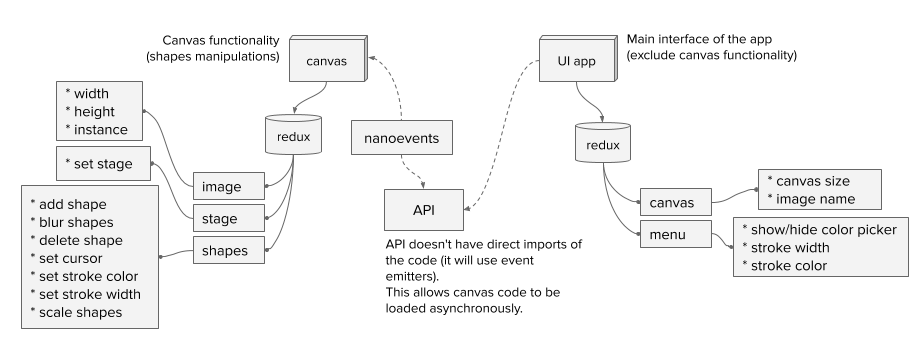 Canvas functionality
(shapes manipulations)
canvas
UI app
Main interface of the app
(exclude canvas functionality)
* width
* height
* instance
redux
nanoevents
redux
* set stage
image
stage
shapes
* add shape
* blur shapes
* delete shape
* set cursor
* set stroke color
* set stroke width
* scale shapes
API
API doesn't have direct imports of
the code (it will use event
emitters).
This allows canvas code to be
loaded asynchronously.
canvas
menu
* canvas size
* image name
* show/hide color picker
* stroke width
* stroke color